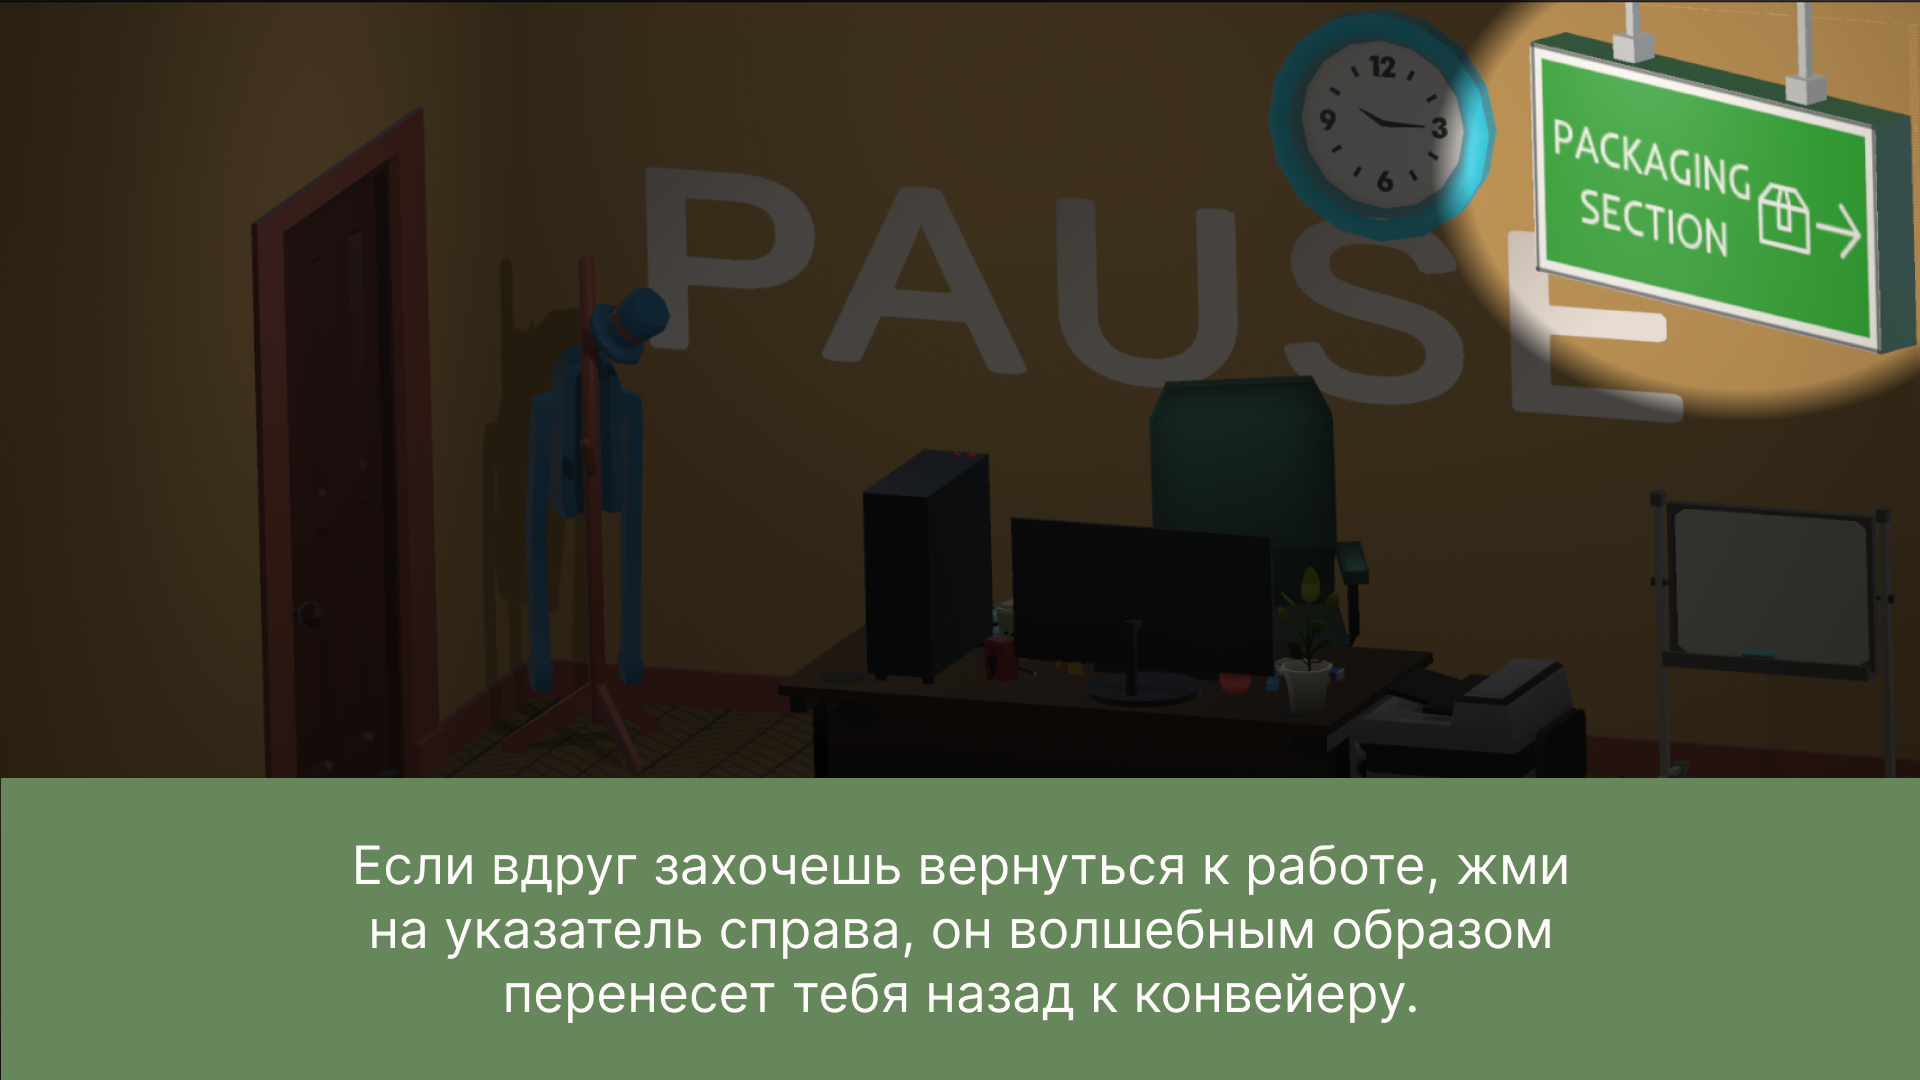 PAUSE
12
9
3
6
PACKAGING
SECTION
Если вдруг захочешь вернуться к работе, жми
на указатель справа, он волшебным образом
перенесет тебя назад к конвейеру.